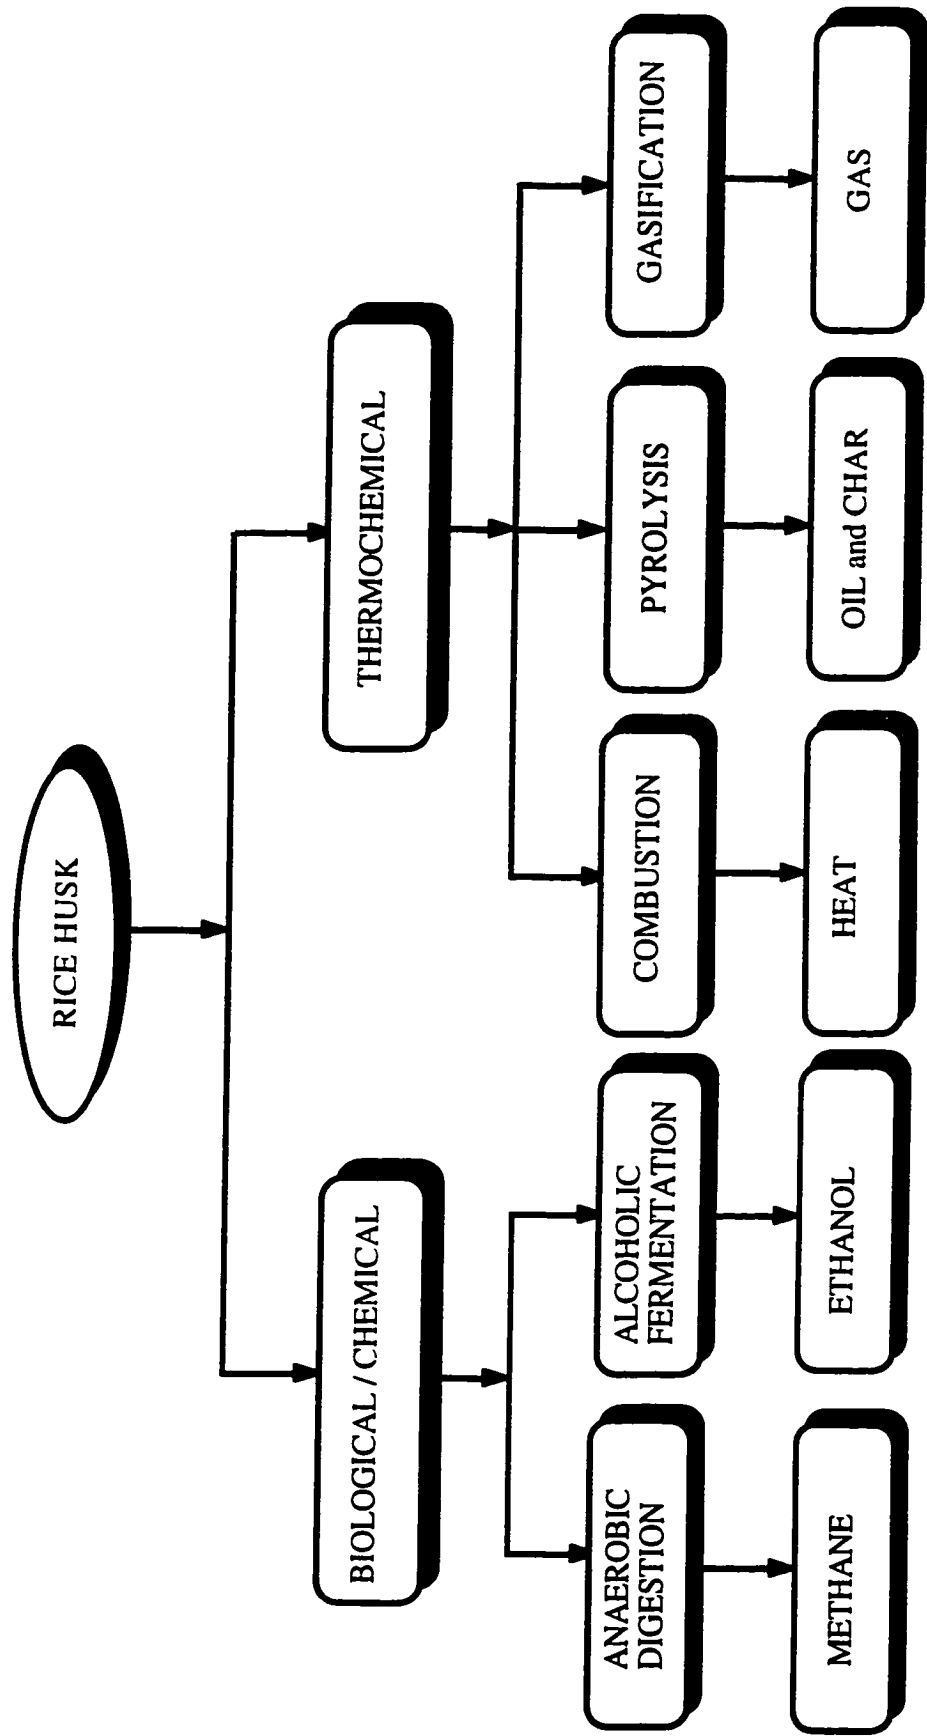 RICE HUSK
BIOLOGICAL / CHEMICAL
THERMOCHEMICAL
ANAEROBIC
DIGESTION
ALCOHOLIC
FERMENTATION
COMBUSTION
PYROLYSIS
GASIFICATION
METHANE
ETHANOL
HEAT
OIL and CHAR
GAS